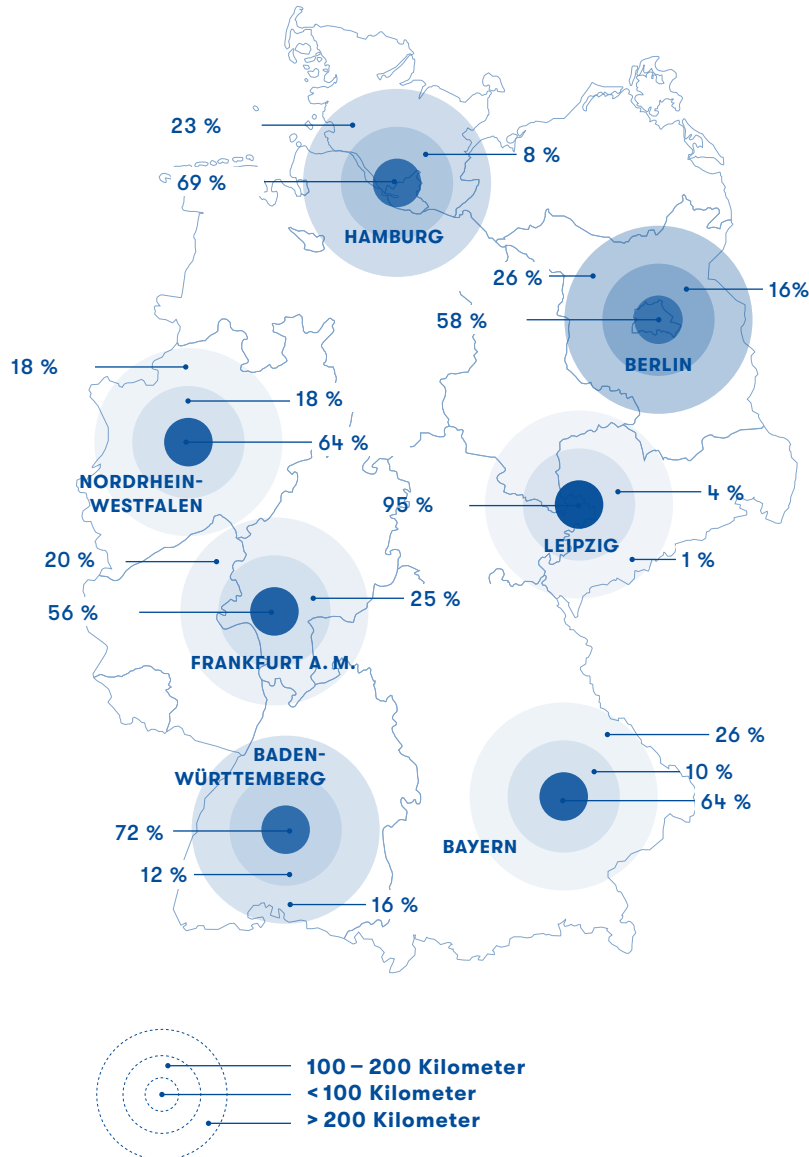 23 %
8 %
69 %
HAMBURG
26 %
16%
58 %
BERLIN
18 %
18 %
64 %
NORDRHEIN-
WESTFALEN
95 %
4 %
LEIPZIG
1 %
20 %
25 %
56 %
FRANKFURT A. M.
26 %
10 %
64 %
BAYERN
BADEN-
WÜRTTEMBERG
72 %
12 %
16 %
100 – 200 Kilometer
< 100 Kilometer
> 200 Kilometer